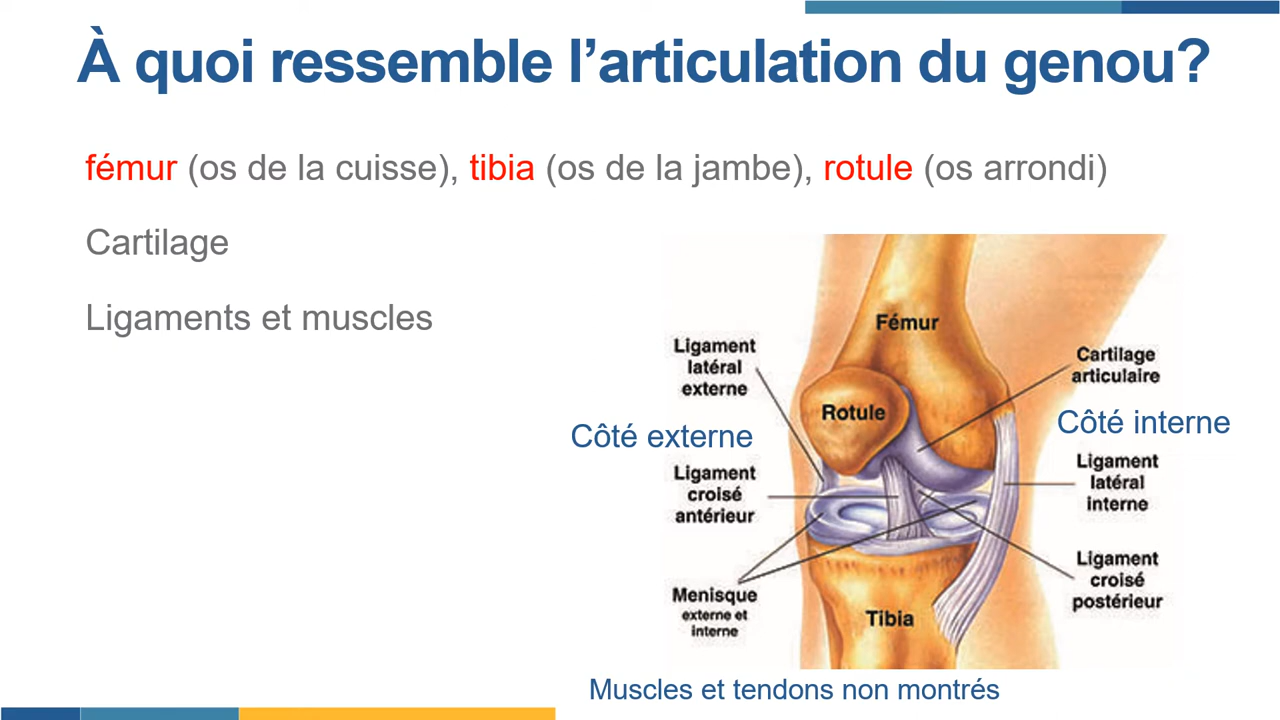 À quoi ressemble l’articulation du genou?
fémur (os de la cuisse), tibia (os de la jambe), rotule (os arrondi)
Cartilage
Ligaments et muscles
Fémur
Ligament
latéral
externe
Cartilage
articulaire
Rotule
Côté externe
Côté interne
Ligament
croisé
antérieur
Ligament
latéral
interne
Menisque
externe et
interne
Ligament
croisé
postérieur
Tibia
Muscles et tendons non montrés